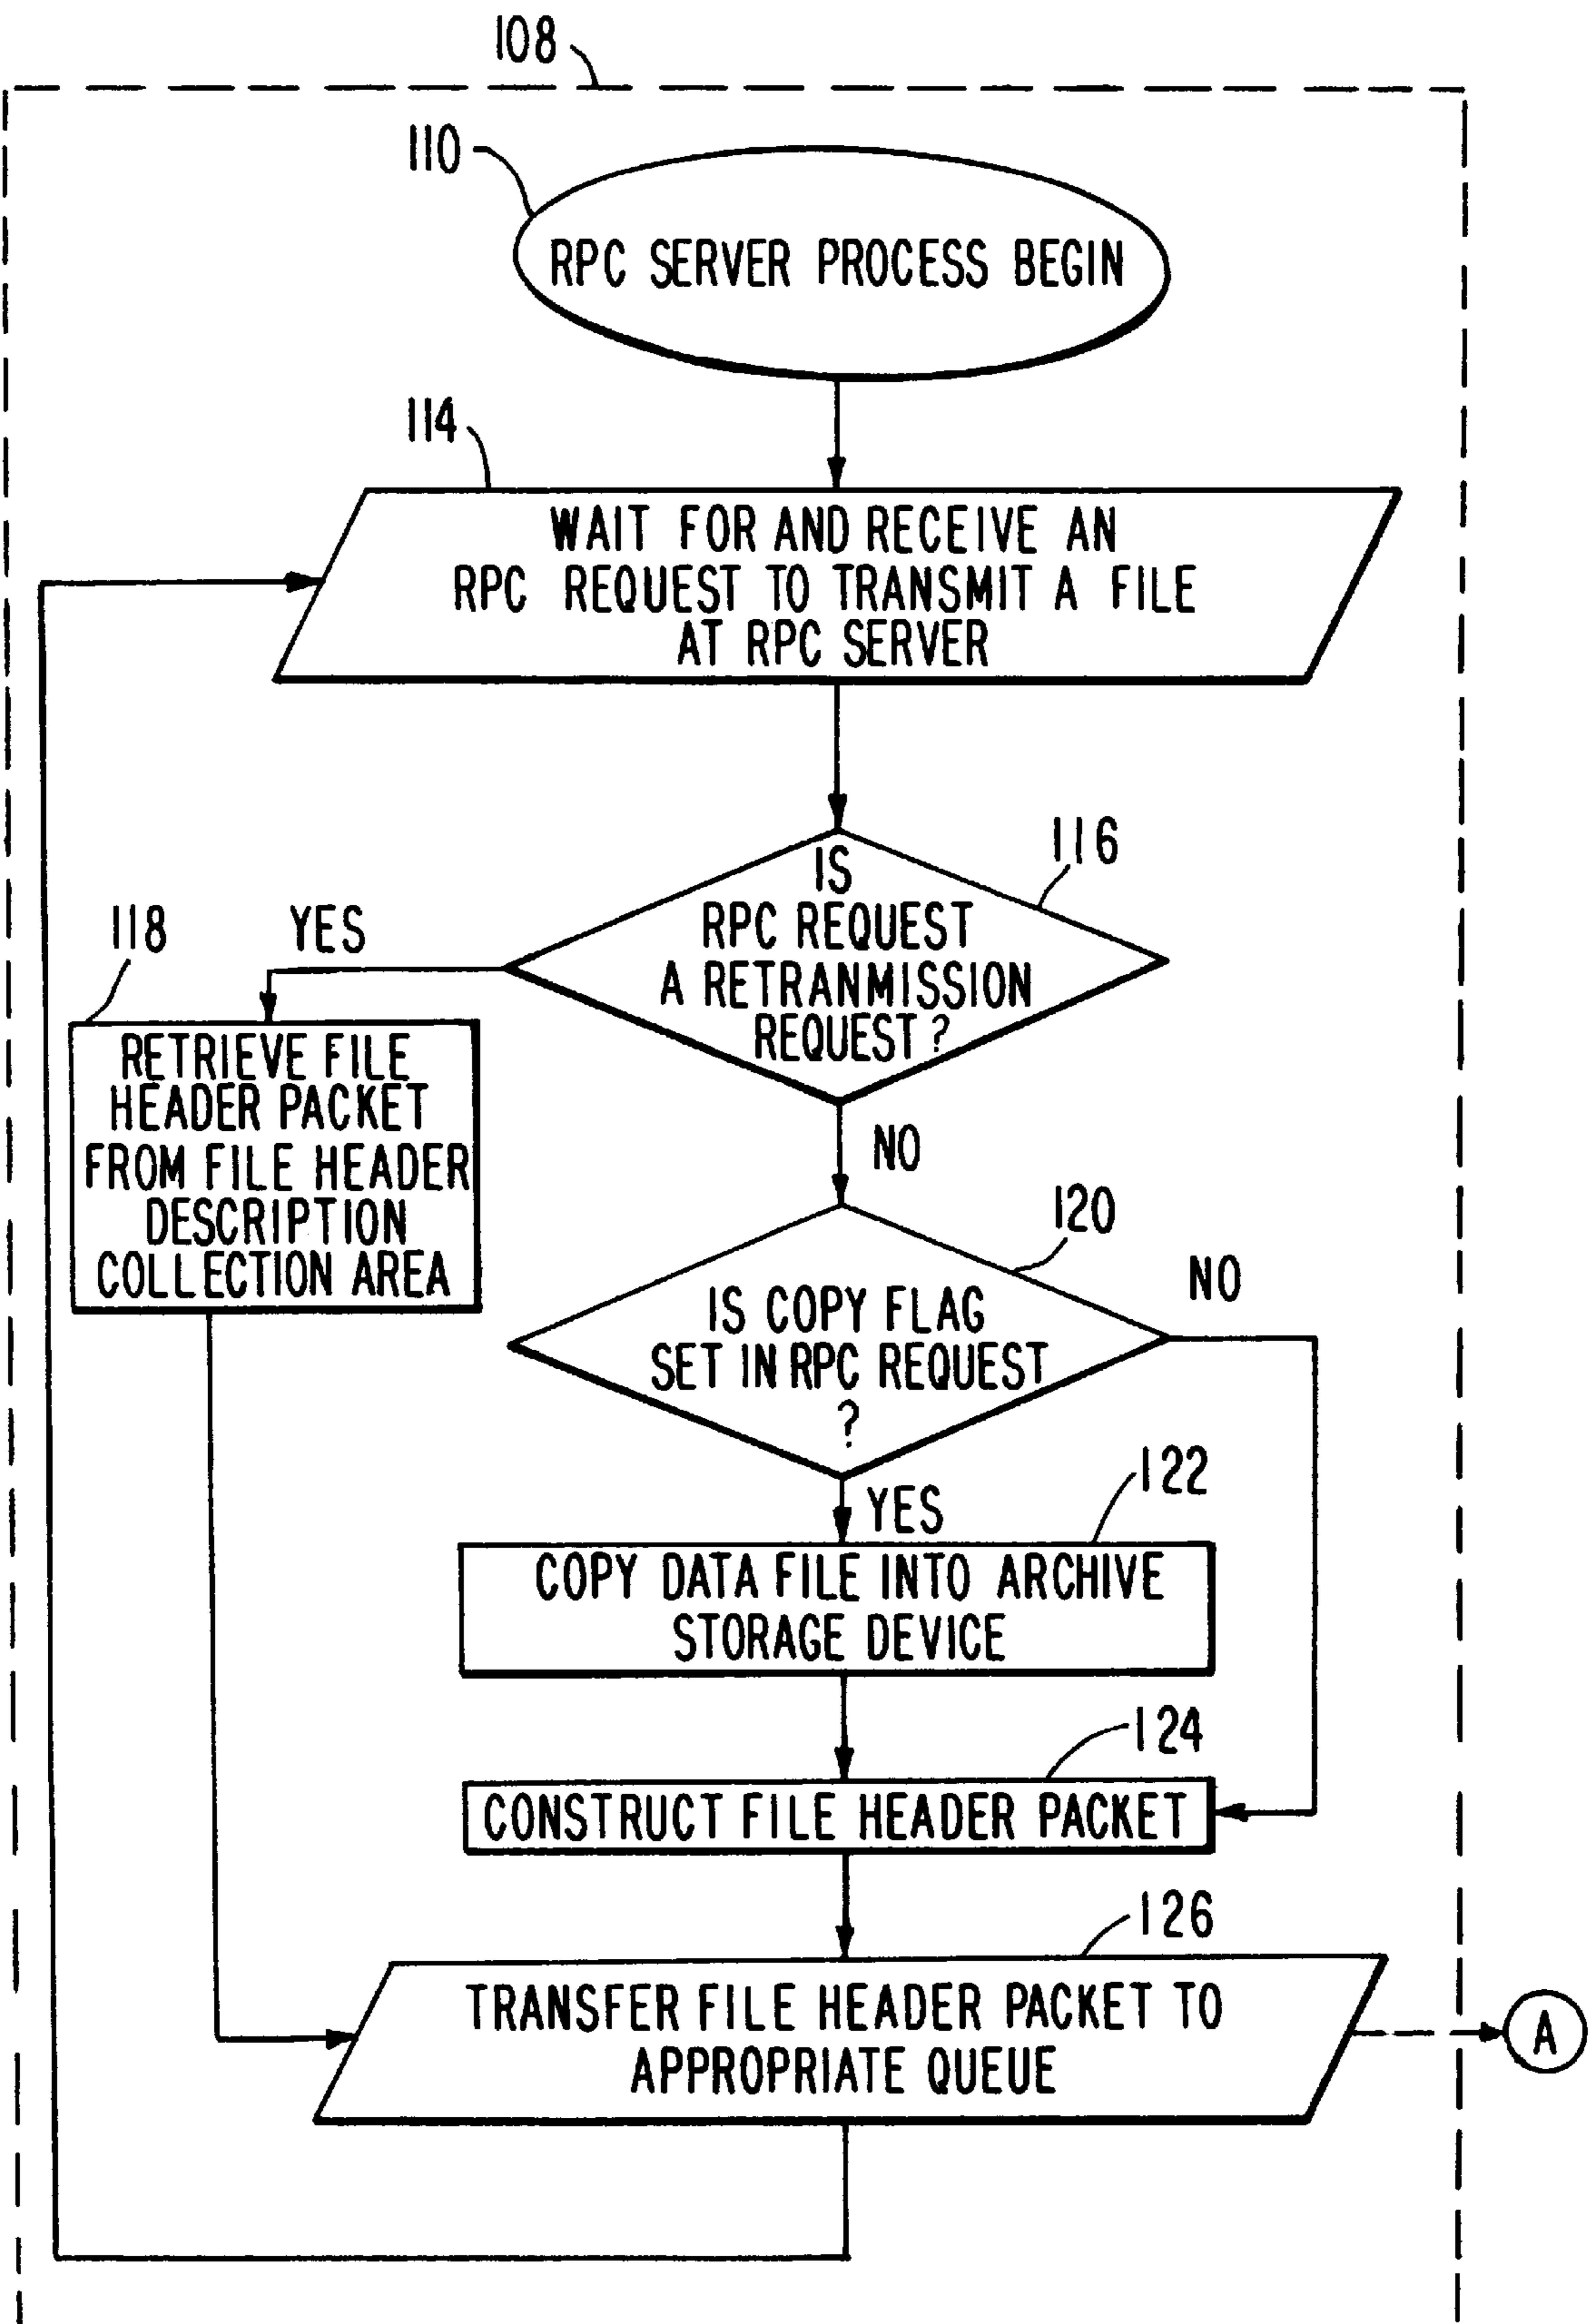 108
110
RPC SERVER PROCESS BEGIN
114
WAIT FOR AND RECEIVE AN
RPC REQUEST TO TRANSMIT A FILE
AT RPC SERVER
116
IS
RPC REQUEST
A RETRANMISSION
REQUEST?
YES
118
RETRIEVE FILE
HEADER PACKET
FROM FILE HEADER
DESCRIPTION
COLLECTION AREA
NO
120
IS COPY FLAG
SET IN RPC REQUEST
?
NO
YES
122
COPY DATA FILE INTO ARCHIVE
STORAGE DEVICE
124
CONSTRUCT FILE HEADER PACKET
126
TRANSFER FILE HEADER PACKET TO
APPROPRIATE QUEUE
A